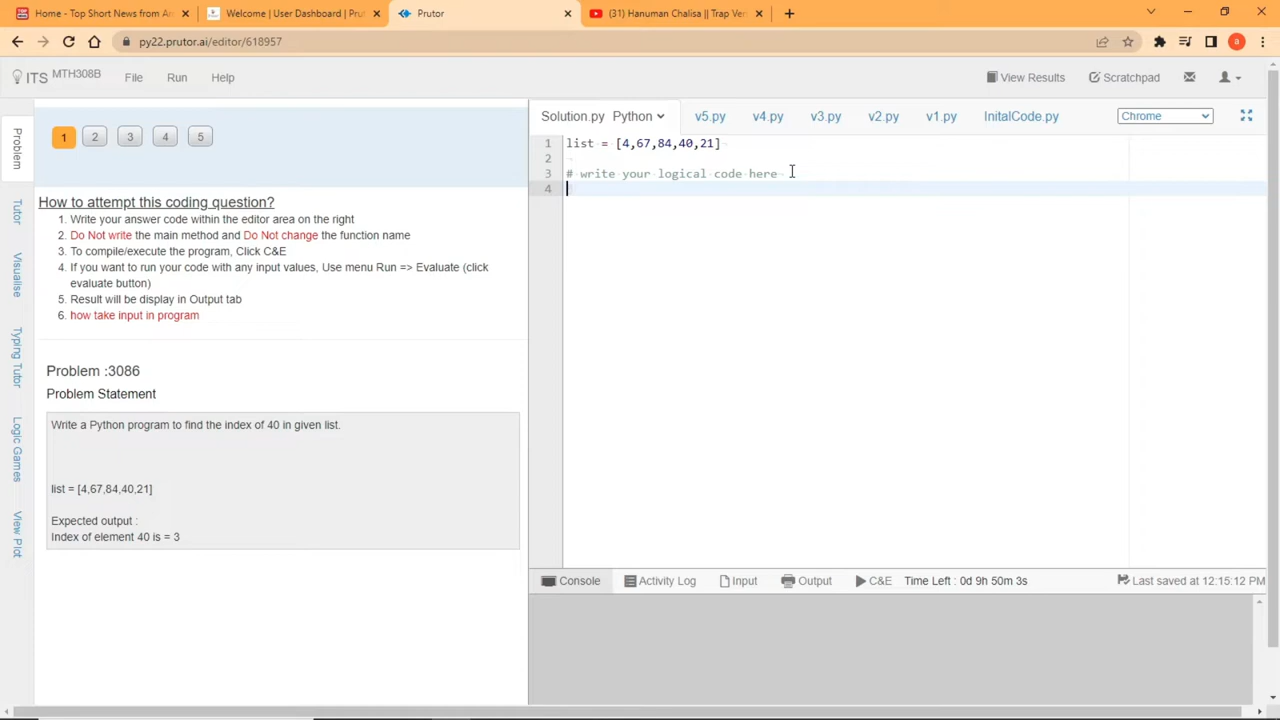 Home - Top Short News from An
Welcome | User Dashboard | Prut
Prutor
(31) Hanuman Chalisa || Trap Ver
py22.prutor.ai/editor/618957
a
ITS MTH308B File Run Help
View Results Scratchpad
Problem
Tutor
Visualise
Typing Tutor
Logic Games
View Plot
1 2 3 4 5
How to attempt this coding question?
1. Write your answer code within the editor area on the right
2. Do Not write the main method and Do Not change the function name
3. To compile/execute the program, Click C&E
4. If you want to run your code with any input values, Use menu Run => Evaluate (click
evaluate button)
5. Result will be display in Output tab
6. how take input in program
Problem :3086
Problem Statement
Write a Python program to find the index of 40 in given list.
list = [4,67,84,40,21]
Expected output :
Index of element 40 is = 3
Solution.py Python v5.py v4.py v3.py v2.py v1.py InitalCode.py Chrome
1 list = [4,67,84,40,21]
2
3 # write your logical code here
4
Console Activity Log Input Output C&E Time Left : 0d 9h 50m 3s Last saved at 12:15:12 PM